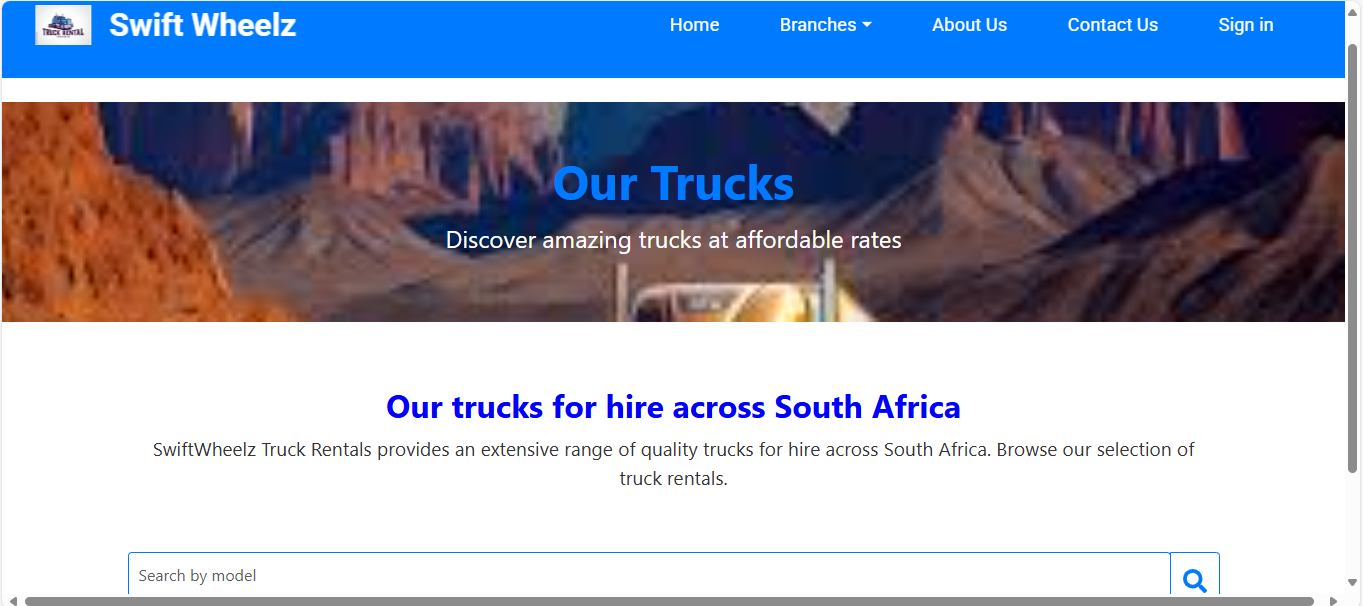 TRUCK RENTAL
Swift Wheelz
Home
Branches
About Us
Contact Us
Sign in
Our Trucks
Discover amazing trucks at affordable rates
Our trucks for hire across South Africa
SwiftWheelz Truck Rentals provides an extensive range of quality trucks for hire across South Africa. Browse our selection of
truck rentals.
Search by model